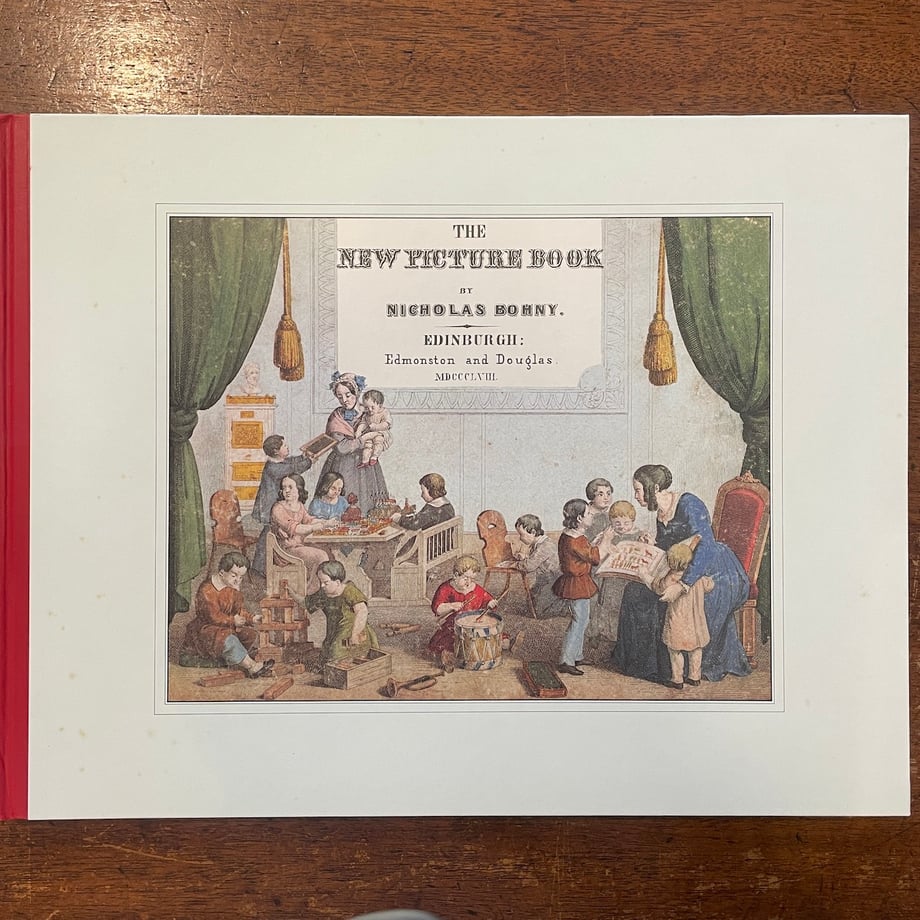 THE
NEW PICTURE BOOK
BY
NICHOLAS BOHNY.
EDINBURGH:
Edmonston and Douglas.
MDCCCLVIII.